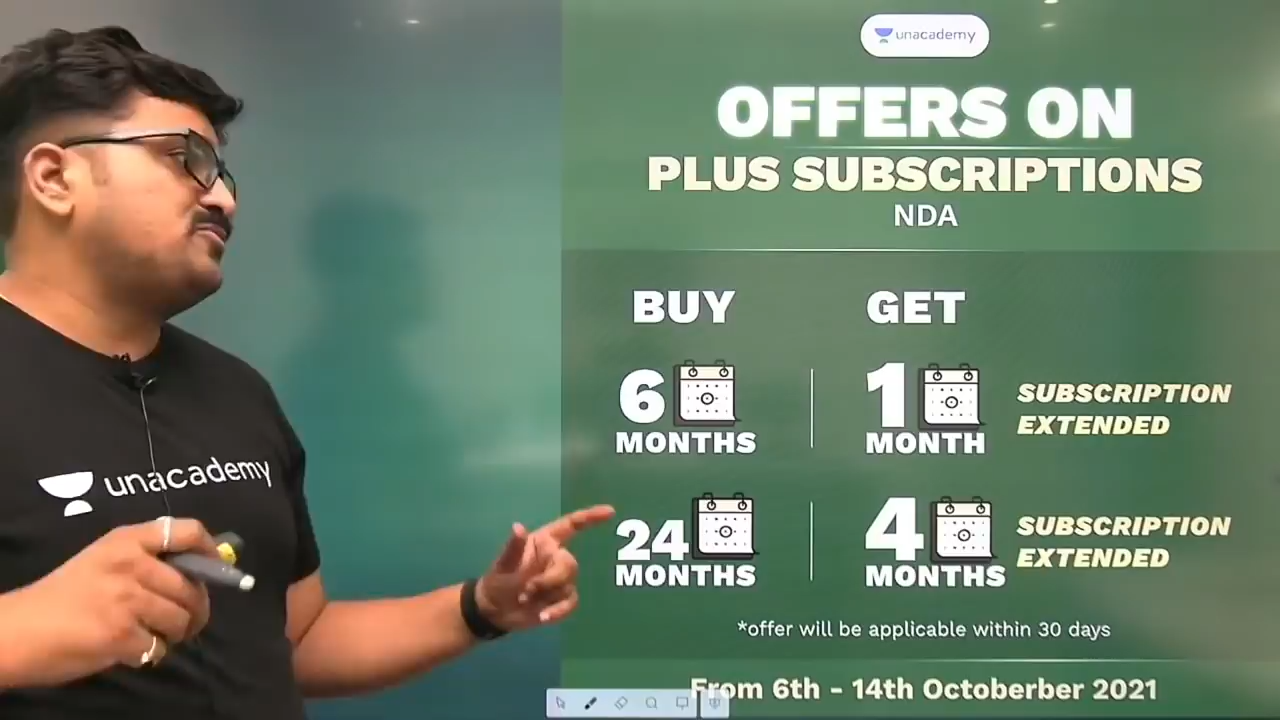 unacademy
OFFERS ON
PLUS SUBSCRIPTIONS
NDA
BUY GET
6 MONTHS
1 MONTH
SUBSCRIPTION
EXTENDED
24 MONTHS
4 MONTHS
SUBSCRIPTION
EXTENDED
*offer will be applicable within 30 days
From 6th - 14th Octoberber 2021
unacademy